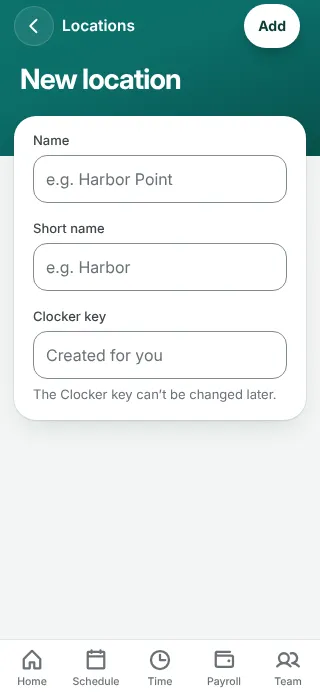 Locations
Add
New location
Name
e.g. Harbor Point
Short name
e.g. Harbor
Clocker key
Created for you
The Clocker key can’t be changed later.
Home
Schedule
Time
Payroll
Team